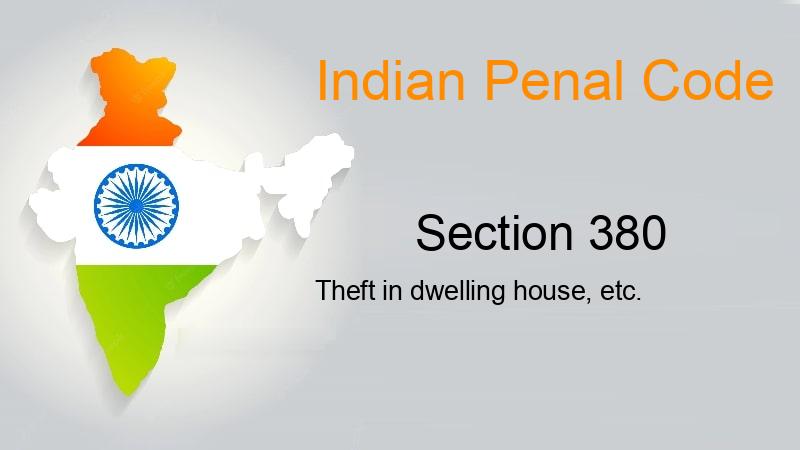 Indian Penal Code
Section 380
Theft in dwelling house, etc.